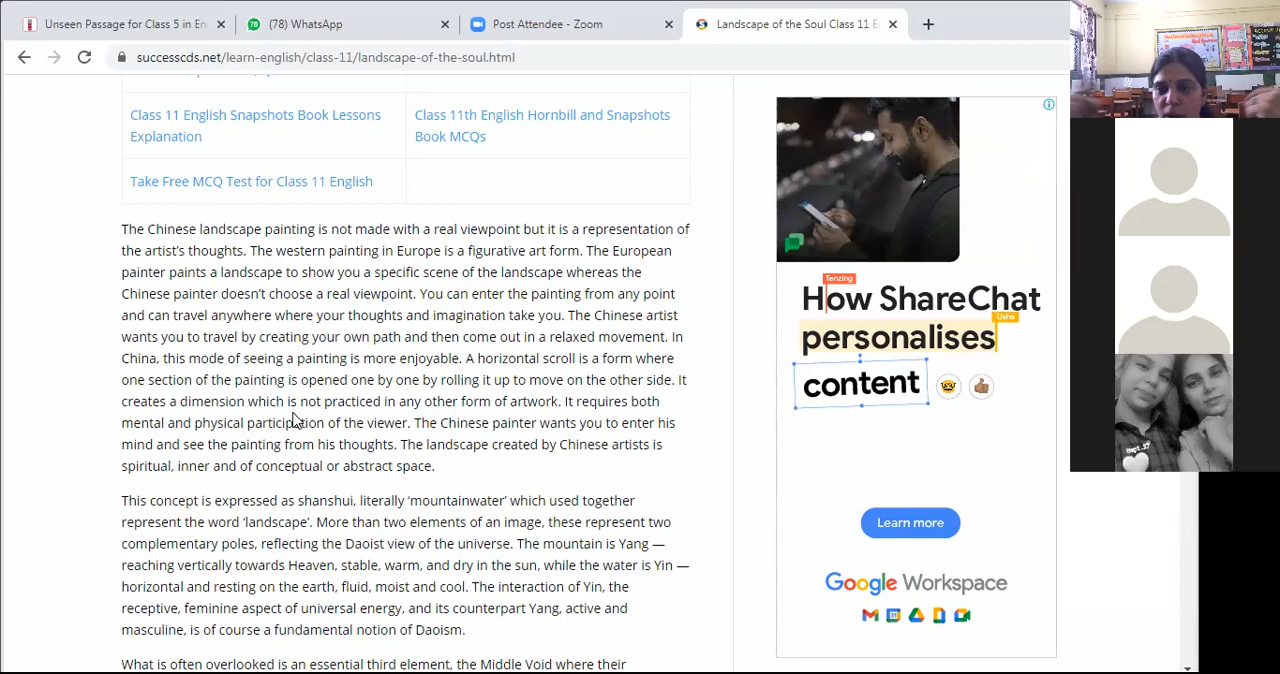 Unseen Passage for Class 5 in En
(78) WhatsApp
Post Attendee - Zoom
Landscape of the Soul Class 11 E
successcds.net/learn-english/class-11/landscape-of-the-soul.html
Class 11 English Snapshots Book Lessons
Explanation
Class 11th English Hornbill and Snapshots
Book MCQs
Take Free MCQ Test for Class 11 English
The Chinese landscape painting is not made with a real viewpoint but it is a representation of
the artist's thoughts. The western painting in Europe is a figurative art form. The European
painter paints a landscape to show you a specific scene of the landscape whereas the
Chinese painter doesn't choose a real viewpoint. You can enter the painting from any point
and can travel anywhere where your thoughts and imagination take you. The Chinese artist
wants you to travel by creating your own path and then come out in a relaxed movement. In
China, this mode of seeing a painting is more enjoyable. A horizontal scroll is a form where
one section of the painting is opened one by one by rolling it up to move on the other side. It
creates a dimension which is not practiced in any other form of artwork. It requires both
mental and physical participation of the viewer. The Chinese painter wants you to enter his
mind and see the painting from his thoughts. The landscape created by Chinese artists is
spiritual, inner and of conceptual or abstract space.
This concept is expressed as shanshui, literally 'mountainwater' which used together
represent the word 'landscape'. More than two elements of an image, these represent two
complementary poles, reflecting the Daoist view of the universe. The mountain is Yang —
reaching vertically towards Heaven, stable, warm, and dry in the sun, while the water is Yin —
horizontal and resting on the earth, fluid, moist and cool. The interaction of Yin, the
receptive, feminine aspect of universal energy, and its counterpart Yang, active and
masculine, is of course a fundamental notion of Daoism.
What is often overlooked is an essential third element, the Middle Void where their
Tenzing
How ShareChat
Usha
personalises
content
Learn more
Google Workspace